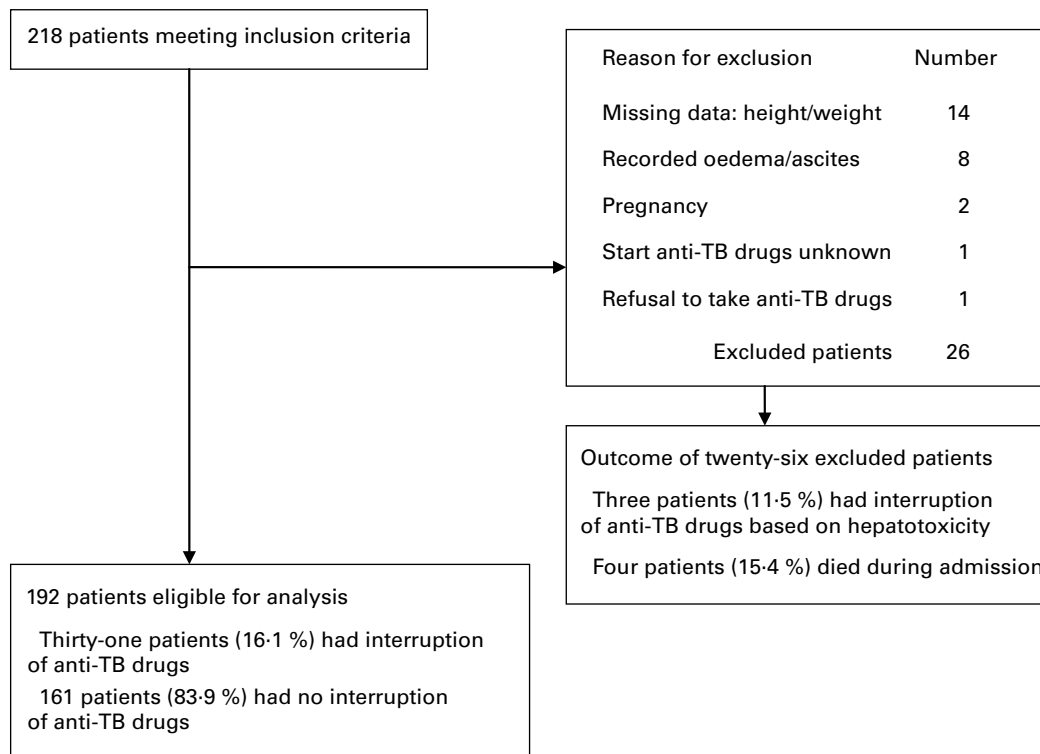 218 patients meeting inclusion criteria
Reason for exclusion Number
Missing data: height/weight 14
Recorded oedema/ascites 8
Pregnancy 2
Start anti-TB drugs unknown 1
Refusal to take anti-TB drugs 1
Excluded patients 26
Outcome of twenty-six excluded patients
Three patients (11·5 %) had interruption
of anti-TB drugs based on hepatotoxicity
Four patients (15·4 %) died during admission
192 patients eligible for analysis
Thirty-one patients (16·1 %) had interruption
of anti-TB drugs
161 patients (83·9 %) had no interruption
of anti-TB drugs